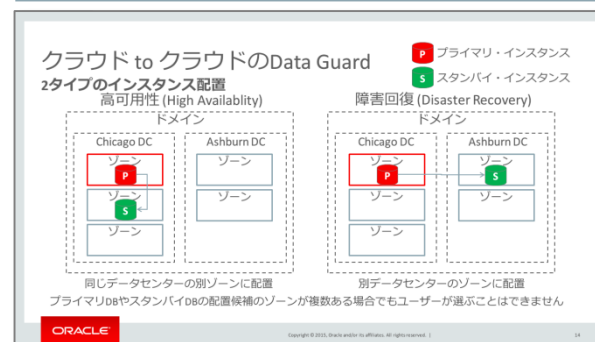 クラウド to クラウドのData Guard
2タイプのインスタンス配置
P プライマリ・インスタンス
S スタンバイ・インスタンス
高可用性 (High Availablity)
ドメイン
Chicago DC
ゾーン
P
ゾーン
S
ゾーン
Ashburn DC
ゾーン
ゾーン
同じデータセンターの別ゾーンに配置
障害回復 (Disaster Recovery)
ドメイン
Chicago DC
ゾーン
P
ゾーン
ゾーン
Ashburn DC
ゾーン
S
ゾーン
別データセンターのゾーンに配置
プライマリDBやスタンバイDBの配置候補のゾーンが複数ある場合でもユーザーが選ぶことはできません
ORACLE
Copyright © 2015, Oracle and/or its affiliates. All rights reserved. |
14